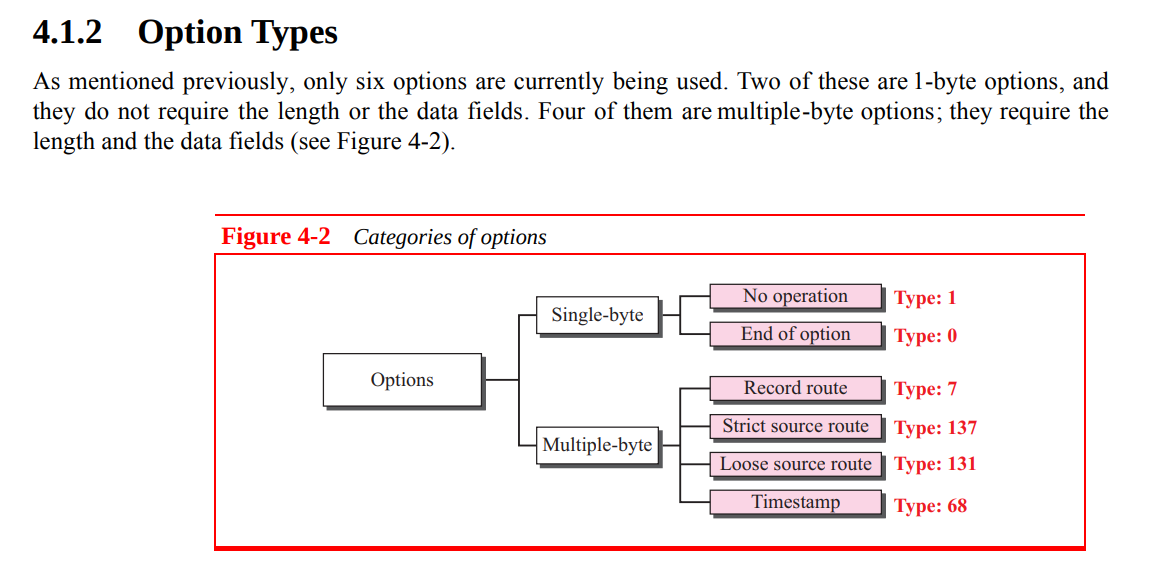 4.1.2 Option Types
As mentioned previously, only six options are currently being used. Two of these are 1-byte options, and
they do not require the length or the data fields. Four of them are multiple-byte options; they require the
length and the data fields (see Figure 4-2).
Figure 4-2 Categories of options
Options
Single-byte
No operation Type: 1
End of option Type: 0
Multiple-byte
Record route Type: 7
Strict source route Type: 137
Loose source route Type: 131
Timestamp Type: 68